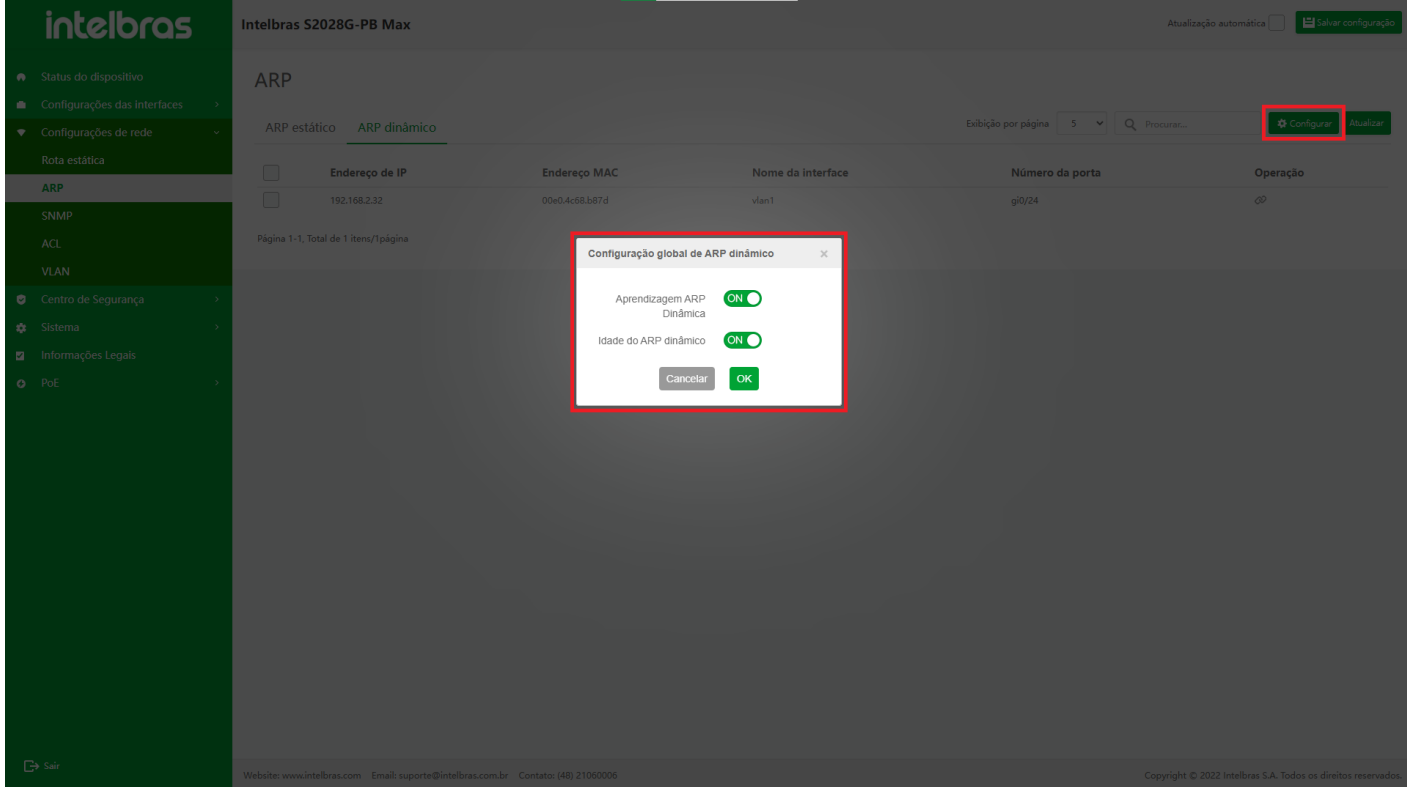 intelbras
Intelbras S2028G-PB Max
Atualização automática
Salvar configuração
Status do dispositivo
Configurações das interfaces
Configurações de rede
Rota estática
ARP
SNMP
ACL
VLAN
Centro de Segurança
Sistema
Informações Legais
PoE
Sair
ARP
ARP estático ARP dinâmico
Exibição por página 5 Procurar... Configurar Atualizar
Endereço de IP Endereço MAC Nome da interface Número da porta Operação
192.168.2.32 00e0.4c68.b87d vlan1 gi0/24
Página 1-1, Total de 1 itens/1página
Configuração global de ARP dinâmico ×
Aprendizagem ARP ON
Dinâmica
Idade do ARP dinâmico ON
Cancelar OK
Website: www.intelbras.com Email: suporte@intelbras.com.br Contato: (48) 21060006
Copyright © 2022 Intelbras S.A. Todos os direitos reservados.